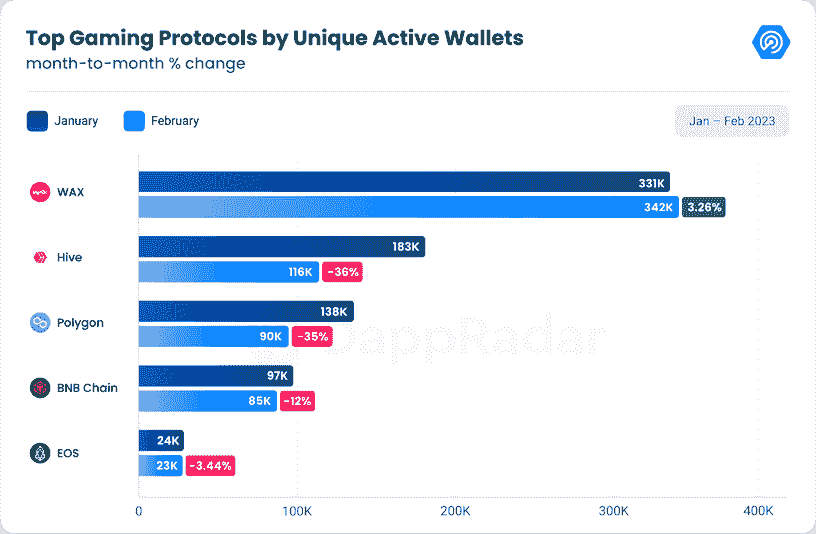 Top Gaming Protocols by Unique Active Wallets
month-to-month % change
January
February
Jan – Feb 2023
WAX
331K
342K
3.26%
Hive
183K
116K
-36%
Polygon
138K
90K
-35%
DappRadar
BNB Chain
97K
85K
-12%
EOS
24K
23K
-3.44%
0
100K
200K
300K
400K